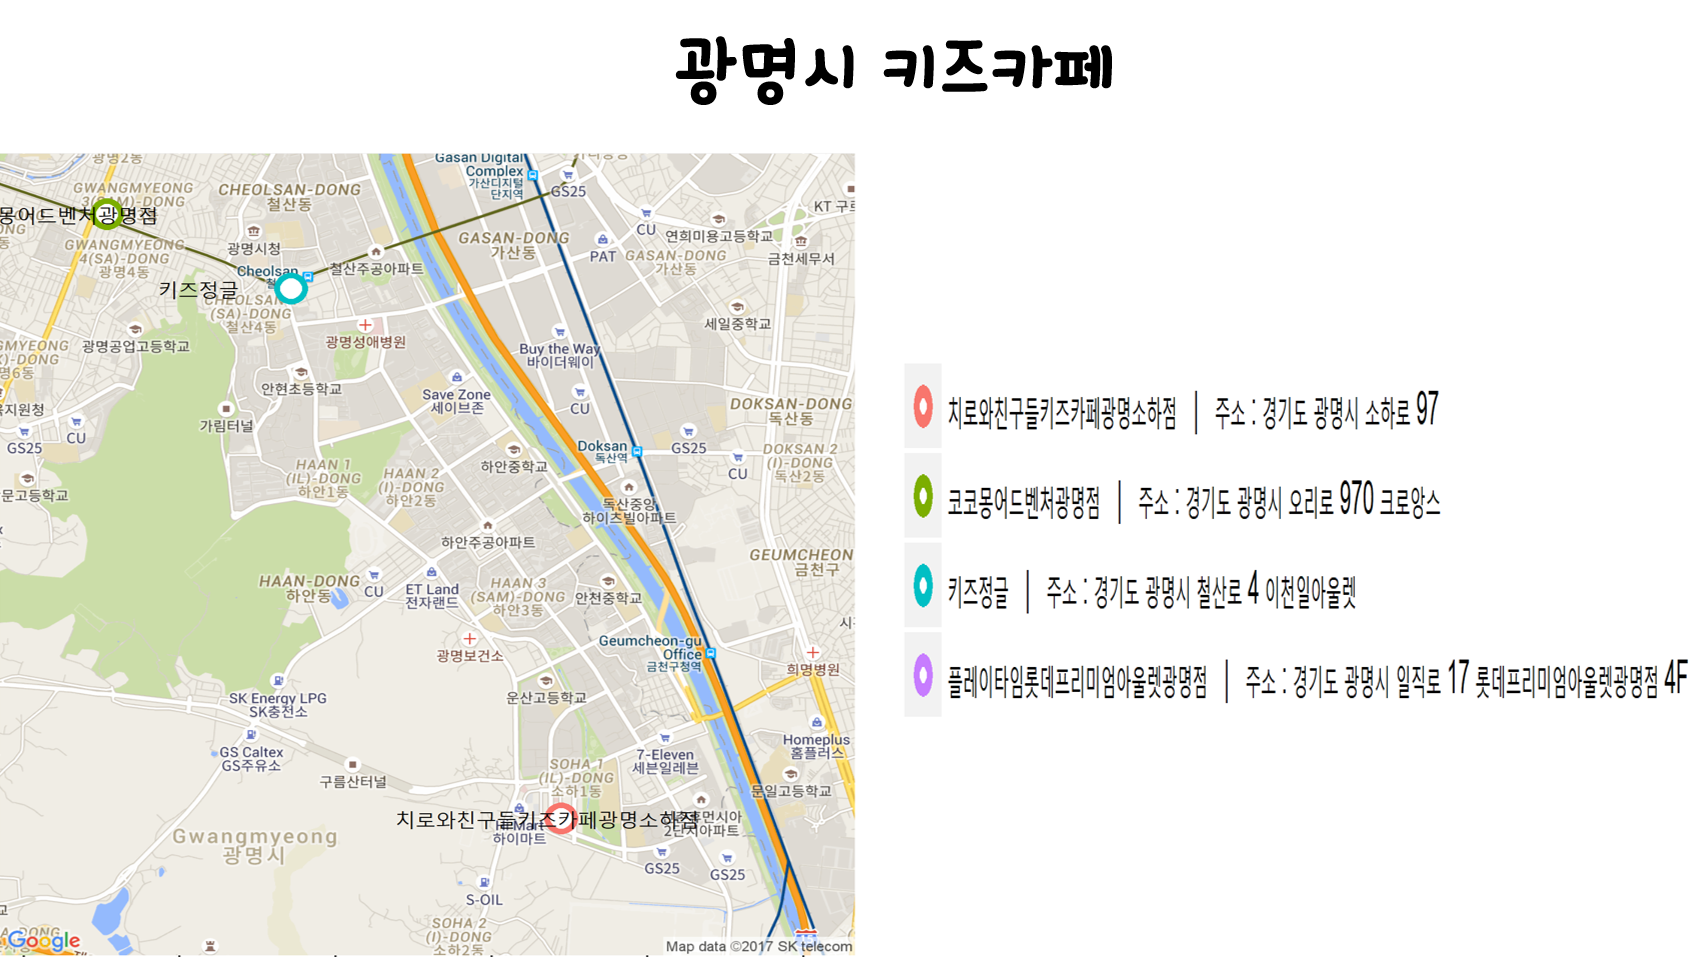 광명시 키즈카페
광명2동
Gasan Digital
Complex
가산디지털
단지역
GWANGMYEONG
3(SAM)-DONG
CHEOLSAN-DONG
철산동
GS25
KT
몽어드벤처광명점
CU
연희미용고등학교
GWANGMYEONG
4(SA)-DONG
광명4동
광명시청
GASAN-DONG
가산동
PAT
GASAN-DONG
가산동
금천세무서
Cheolsan
철산주공아파트
키즈정글
CHEOLSAN
(SA)-DONG
철산4동
세일중학교
광명공업고등학교
광명성애병원
Buy the Way
바이더웨이
안현초등학교
Save Zone
세이브존
CU
DOKSAN-DONG
독산동
가림터널
CU
GS25
Doksan
독산역
GS25
DOKSAN 2
(I)-DONG
독산2동
CU
HAAN 1
(IL)-DONG
하안1동
HAAN 2
(I)-DONG
하안2동
하안중학교
문고등학교
독산중앙
하이츠빌아파트
하안주공아파트
GEUMCHEON
금천구
HAAN-DONG
하안동
CU
ET Land
전자랜드
HAAN 3
(SAM)-DONG
하안3동
안천중학교
광명보건소
Geumcheon-gu
Office
금천구청역
희명병원
운산고등학교
SK Energy LPG
SK충전소
GS Caltex
GS주유소
구름산터널
7-Eleven
세븐일레븐
Homeplus
홈플러스
SOHA 1
(IL)-DONG
소하1동
문일고등학교
치로와친구들키즈카페광명소하점
하이마트
2단지아파트
Gwangmyeong
광명시
GS25
GS25
S-OIL
SOHA 2
(I)-DONG
소하2동
Google
Map data ©2017 SK telecom
치로와친구들키즈카페광명소하점 | 주소 : 경기도 광명시 소하로 97
코코몽어드벤처광명점 | 주소 : 경기도 광명시 오리로 970 크로앙스
키즈정글 | 주소 : 경기도 광명시 철산로 4 이천일아울렛
플레이타임롯데프리미엄아울렛광명점 | 주소 : 경기도 광명시 일직로 17 롯데프리미엄아울렛광명점 4F